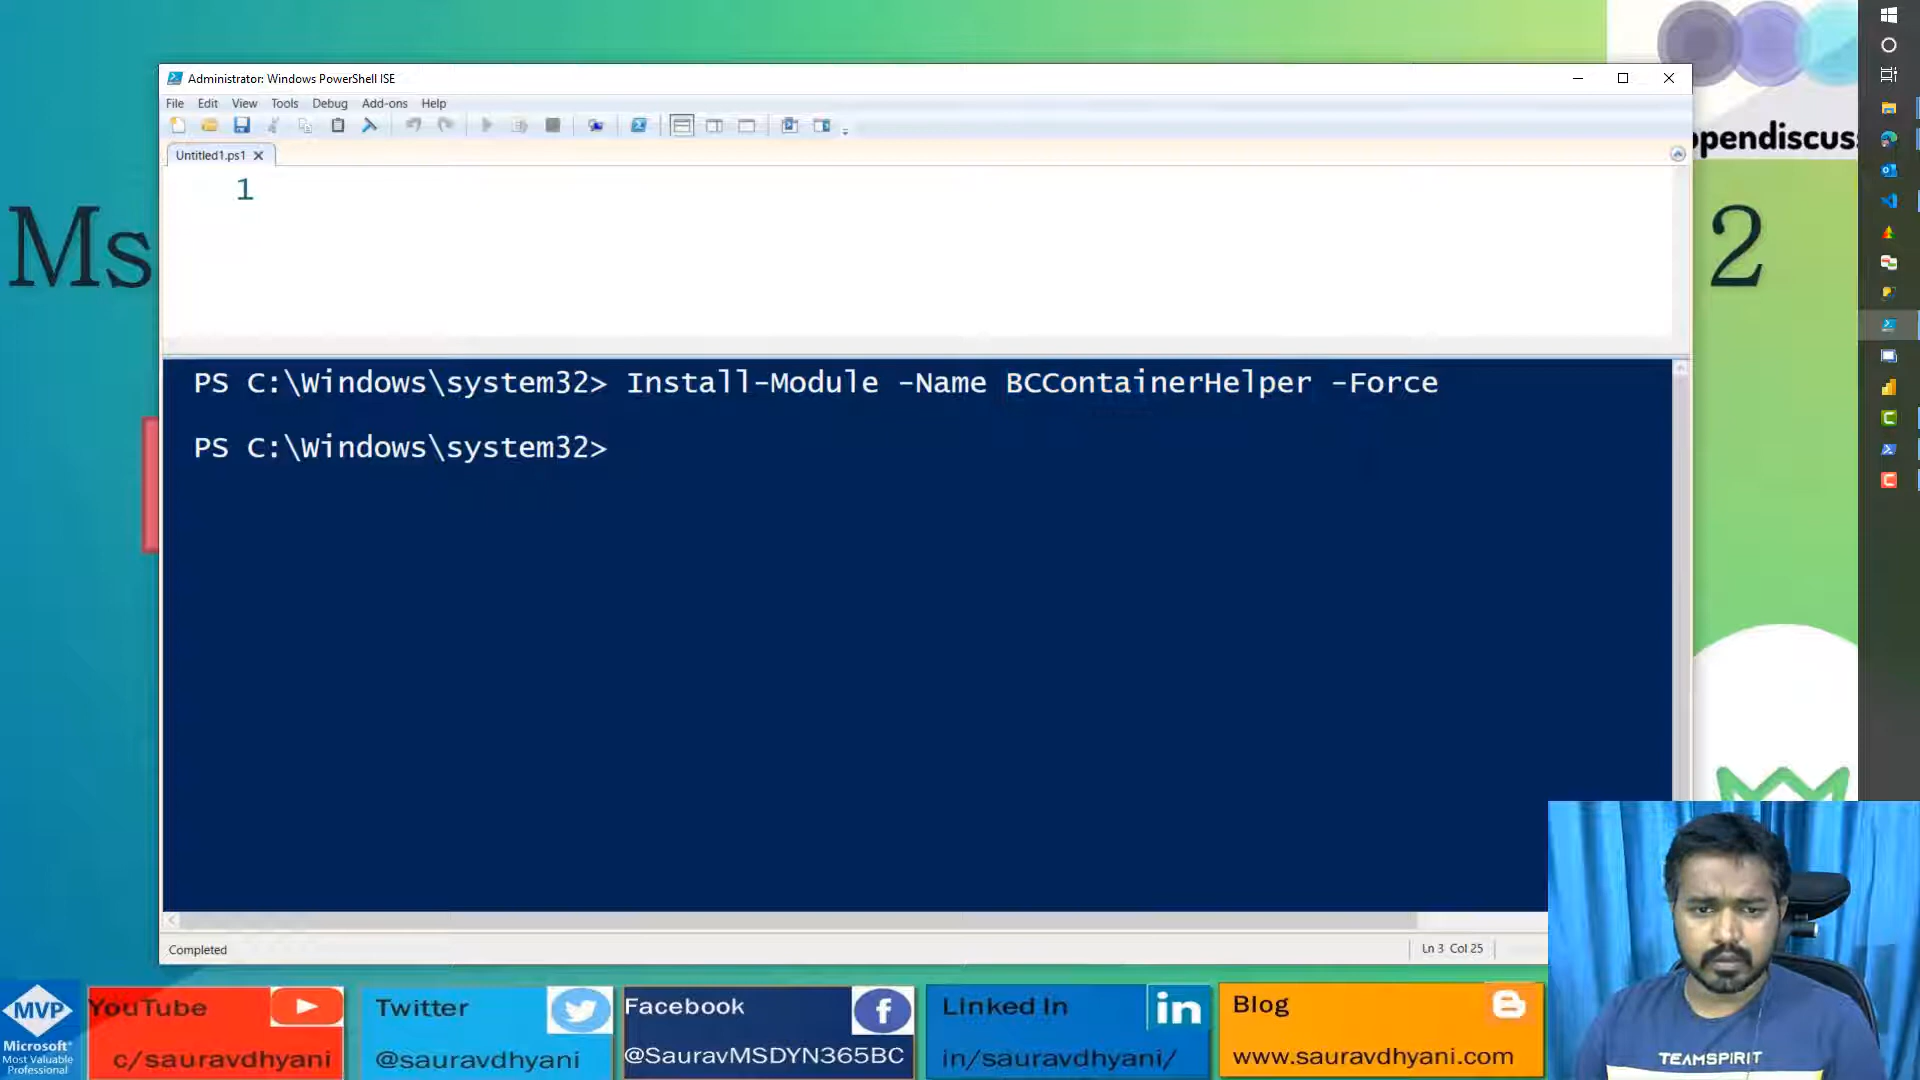 Administrator: Windows PowerShell ISE
File Edit View Tools Debug Add-ons Help
Untitled1.ps1
1
Ms
2
pendiscus
PS C:\Windows\system32> Install-Module -Name BCContainerHelper -Force
PS C:\Windows\system32>
Completed
Ln 3 Col 25
MVP
Microsoft
Most Valuable
Professional
YouTube
c/sauravdhyani
Twitter
@sauravdhyani
Facebook
@SauravMSDYN365BC
Linked In
in
in/sauravdhyani/
Blog
www.sauravdhyani.com
TEAMSPIRIT